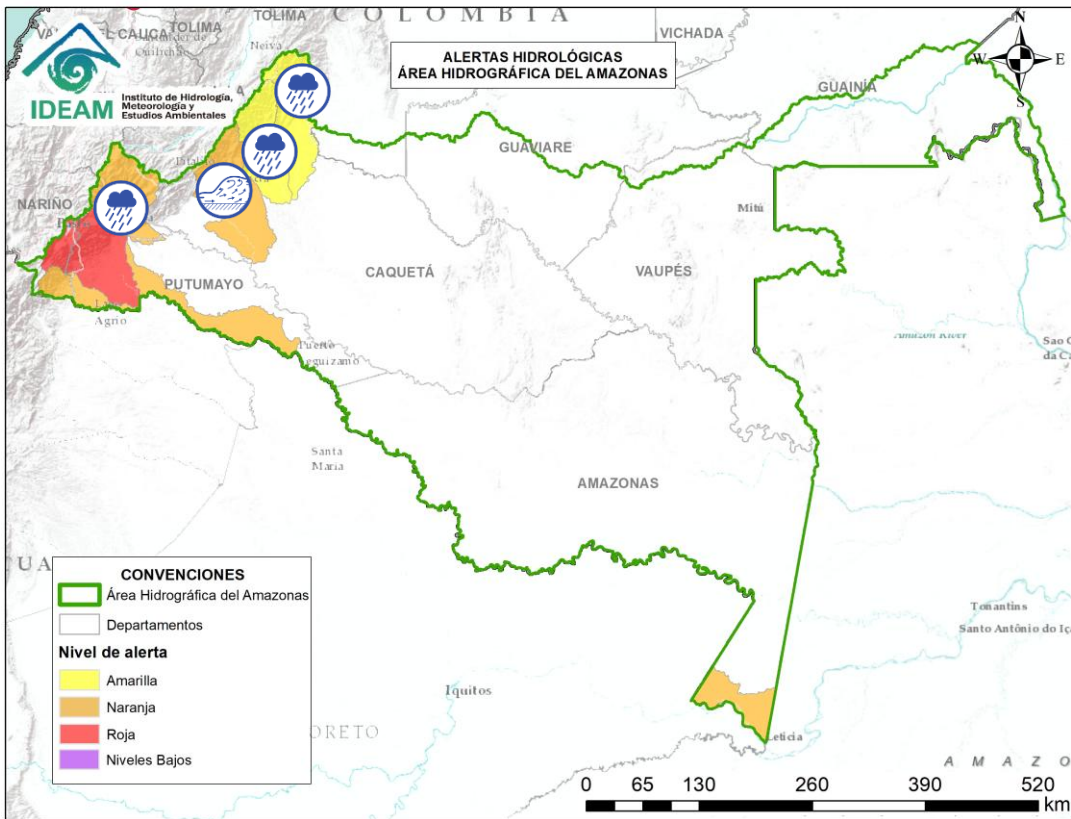 COLOMBIA
TOLIMA
TOLIMA
Neiva
VICHADA
IDEAM
Instituto de Hidrología,
Meteorología y
Estudios Ambientales
ALERTAS HIDROLÓGICAS
ÁREA HIDROGRÁFICA DEL AMAZONAS
N
W
E
S
GUAINÍA
GUAVIARE
NARIÑO
Mitú
CAQUETÁ
VAUPÉS
PUTUMAYO
Agrio
Puerto
Amazon River
Santa
Maria
AMAZONAS
CONVENCIONES
Área Hidrográfica del Amazonas
Departamentos
Nivel de alerta
Amarilla
Naranja
Roja
Niveles Bajos
Tonantins
Santo Antônio do Iç
Iquitos
ORETO
Leticia
AMAZO
0 65 130 260 390 520
km